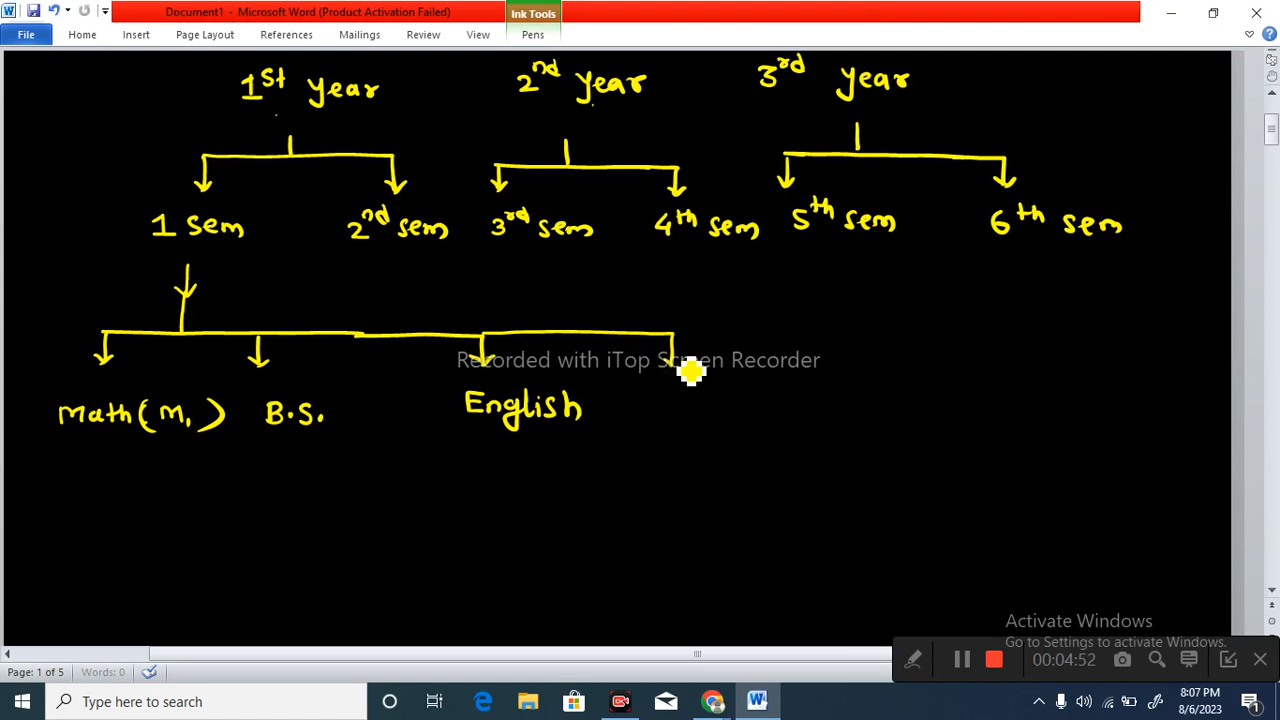 Document1 - Microsoft Word (Product Activation Failed)
Ink Tools
File Home Insert Page Layout References Mailings Review View Pens
1st year 2nd year 3rd year
1 sem 2nd sem 3rd sem 4th sem 5th sem 6th sem
Recorded with iTop Screen Recorder
Math(M1) B.S. English
Activate Windows
Go to Settings to activate Windows.
00:04:52
Page: 1 of 5 Words: 0
Type here to search
8:07 PM
8/6/2023